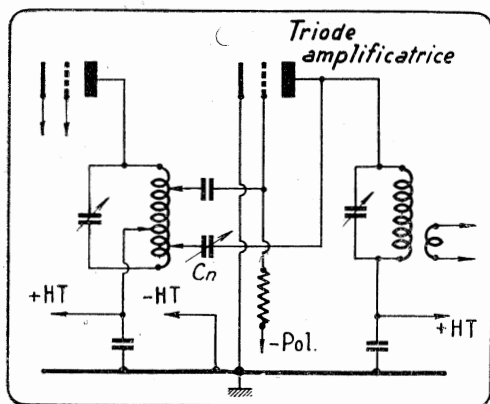 Triode
amplificatrice
Cn
+HT
-HT
-Pol.
+HT